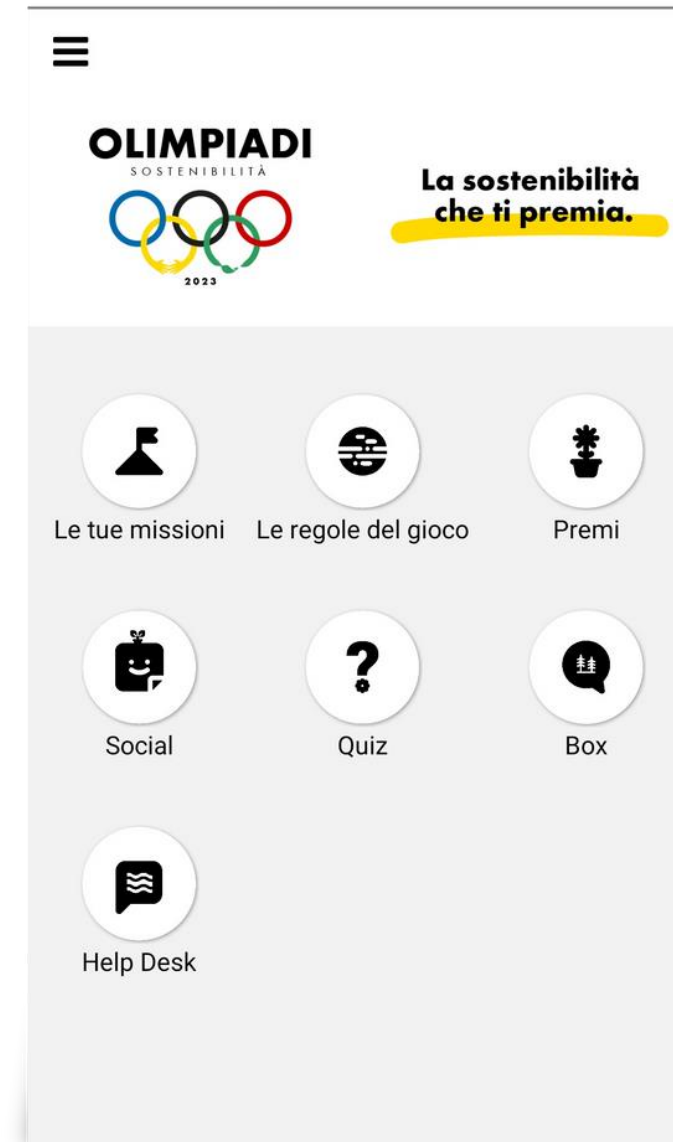 OLIMPIADI
SOSTENIBILITÀ
2023
La sostenibilità
che ti premia.
Le tue missioni
Le regole del gioco
Premi
Social
Quiz
Box
Help Desk